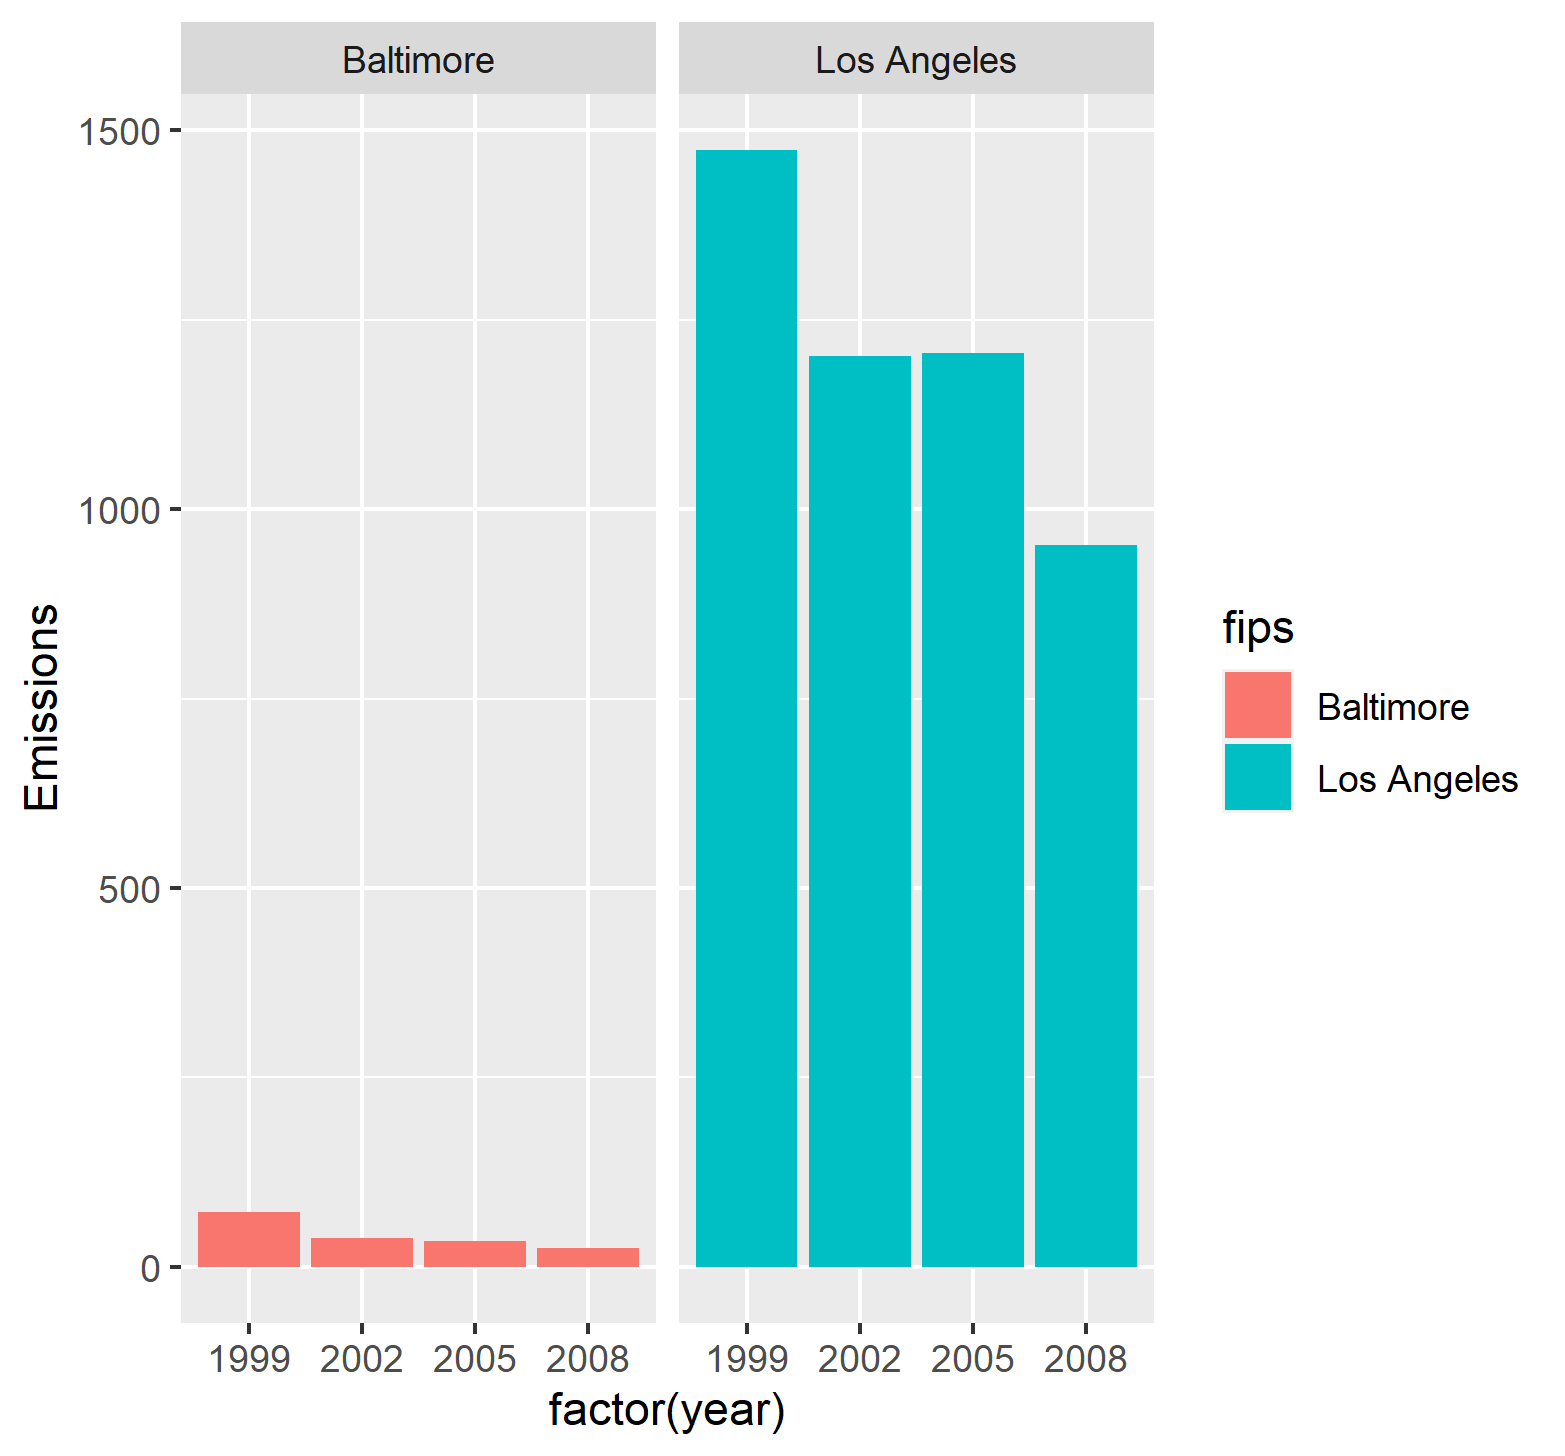 Baltimore
Los Angeles
1500
1000
500
0
Emissions
1999 2002 2005 2008
1999 2002 2005 2008
factor(year)
fips
Baltimore
Los Angeles